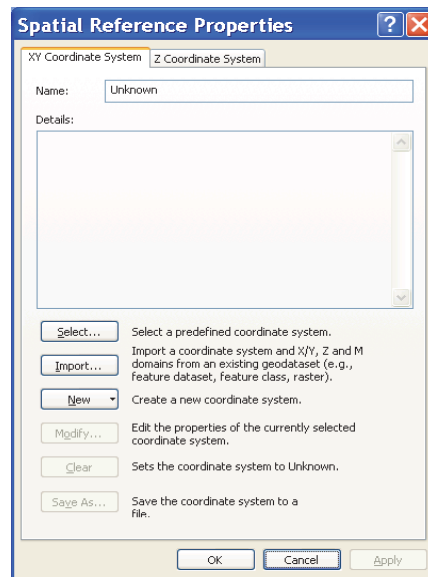 Spatial Reference Properties
XY Coordinate System Z Coordinate System
Name: Unknown
Details:
Select... Select a predefined coordinate system.
Import... Import a coordinate system and X/Y, Z and M
domains from an existing geodataset (e.g.,
feature dataset, feature class, raster).
New Create a new coordinate system.
Modify... Edit the properties of the currently selected
coordinate system.
Clear Sets the coordinate system to Unknown.
Save As... Save the coordinate system to a
file.
OK Cancel Apply